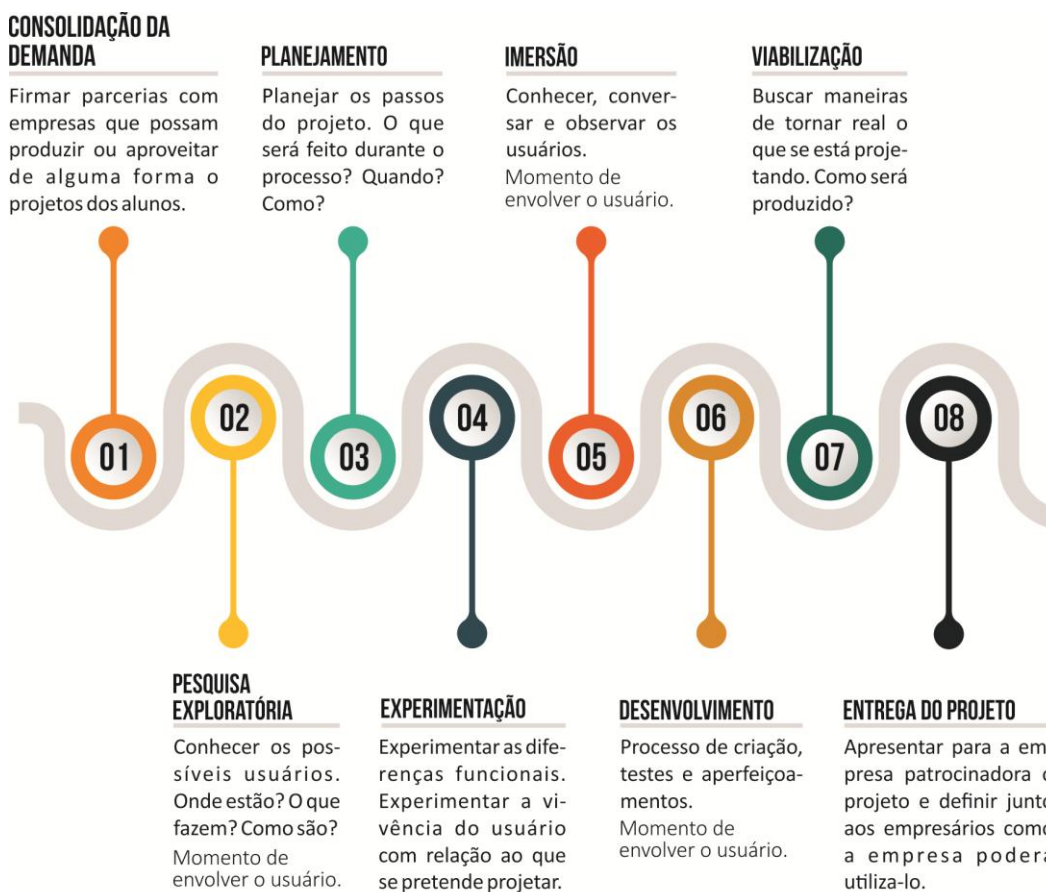 CONSOLIDAÇÃO DA
DEMANDA
Firmar parcerias com
empresas que possam
produzir ou aproveitar
de alguma forma o
projetos dos alunos.
PLANEJAMENTO
Planejar os passos
do projeto. O que
será feito durante o
processo? Quando?
Como?
IMERSÃO
Conhecer, conver-
sar e observar os
usuários.
Momento de
envolver o usuário.
VIABILIZAÇÃO
Buscar maneiras
de tornar real o
que se está proje-
tando. Como será
produzido?
01
02
03
04
05
06
07
08
PESQUISA
EXPLORATÓRIA
Conhecer os pos-
síveis usuários.
Onde estão? O que
fazem? Como são?
Momento de
envolver o usuário.
EXPERIMENTAÇÃO
Experimentar as dife-
renças funcionais.
Experimentar a vi-
vência do usuário
com relação ao que
se pretende projetar.
DESENVOLVIMENTO
Processo de criação,
testes e aperfeiçoa-
mentos.
Momento de
envolver o usuário.
ENTREGA DO PROJETO
Apresentar para a em
presa patrocinadora
projeto e definir junto
aos empresários como
a empresa poderá
utiliza-lo.